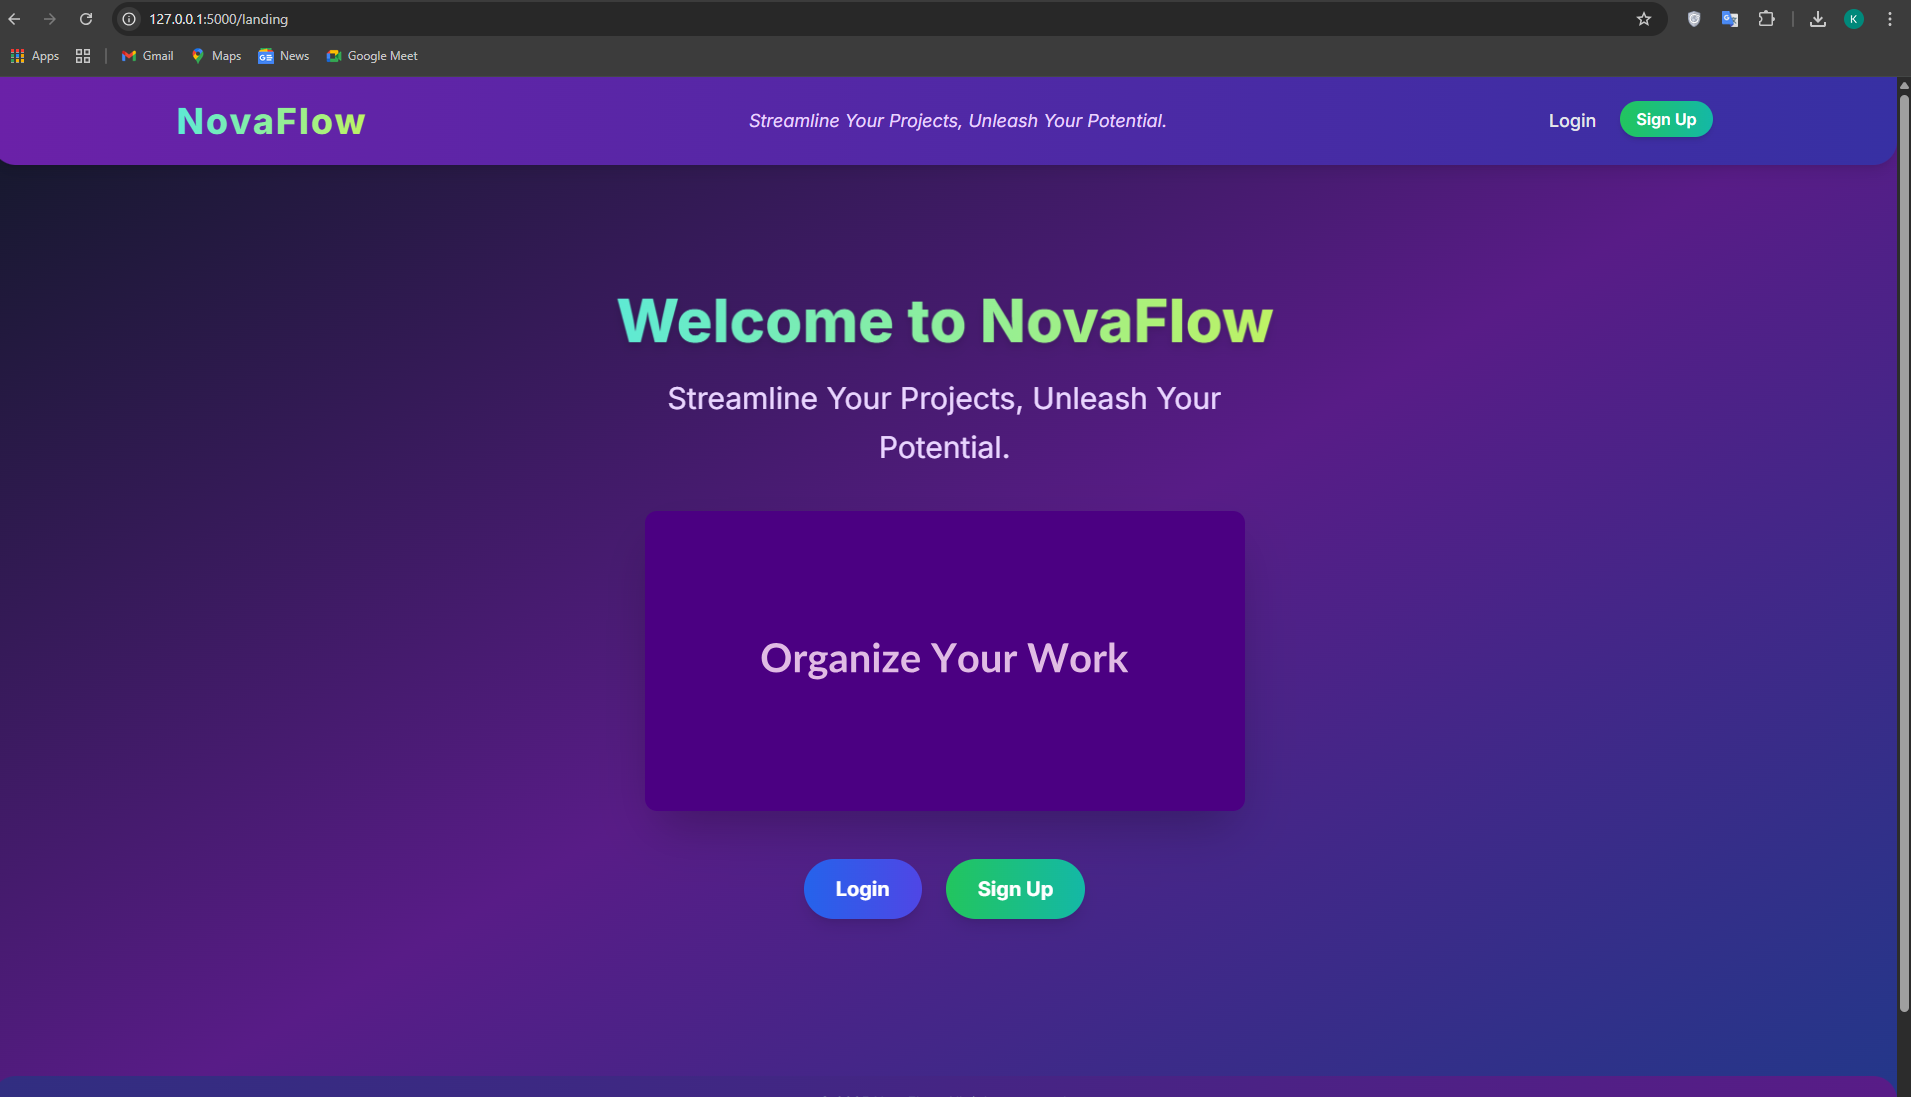 127.0.0.1:5000/landing
K
Apps
Gmail
Maps
News
Google Meet
NovaFlow
Streamline Your Projects, Unleash Your Potential.
Login
Sign Up
Welcome to NovaFlow
Streamline Your Projects, Unleash Your
Potential.
Organize Your Work
Login
Sign Up